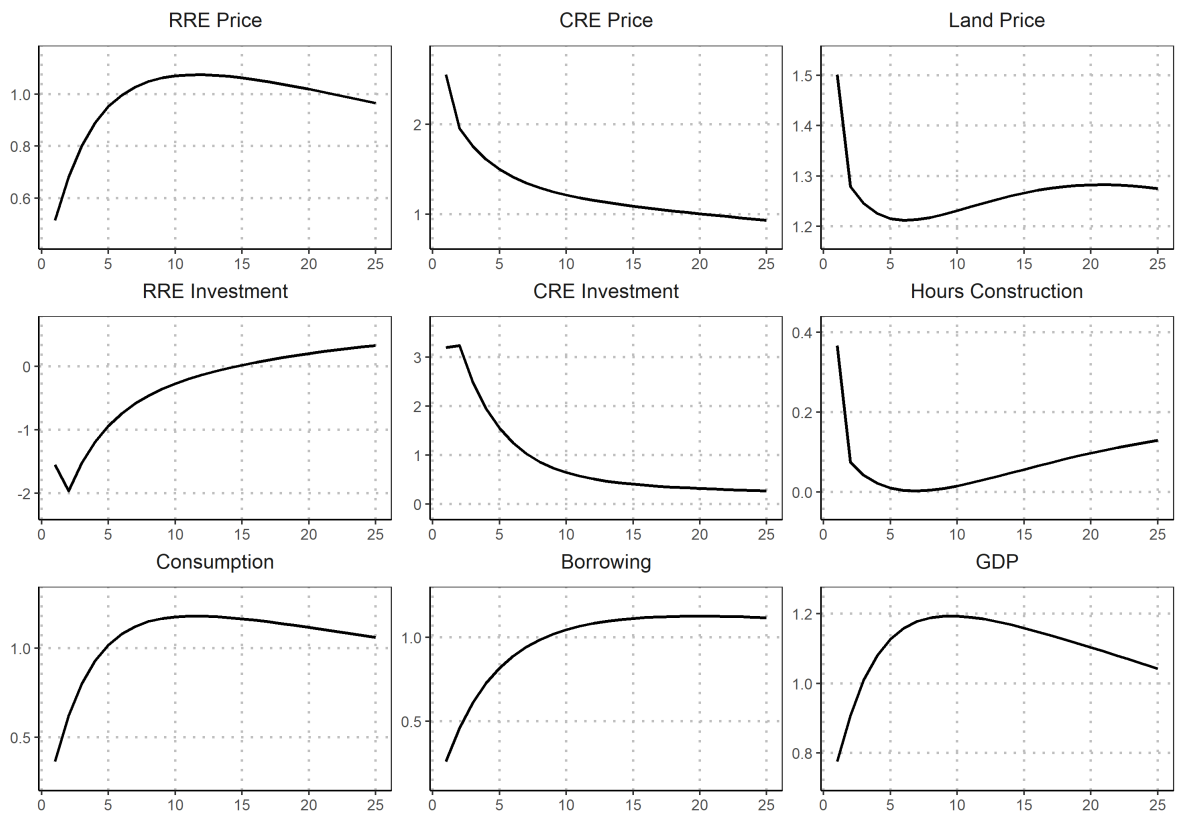 RRE Price
CRE Price
Land Price
1.0
0.8
0.6
0 5 10 15 20 25
2
1
0 5 10 15 20 25
1.5
1.4
1.3
1.2
0 5 10 15 20 25
RRE Investment
CRE Investment
Hours Construction
0
-1
-2
0 5 10 15 20 25
3
2
1
0
0 5 10 15 20 25
0.4
0.2
0.0
0 5 10 15 20 25
Consumption
Borrowing
GDP
1.0
0.5
0 5 10 15 20 25
1.0
0.5
0 5 10 15 20 25
1.2
1.0
0.8
0 5 10 15 20 25